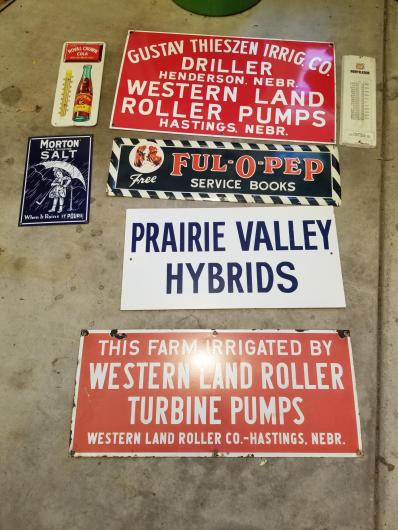 ROYAL CROWN
COLA
GUSTAV THIESZEN IRRIG. CO.
DRILLER
HENDERSON, NEBR.
WESTERN LAND
ROLLER PUMPS
HASTINGS, NEBR.
MORTON
SALT
When It Rains IT POURS
FUL-O-PEP
Free SERVICE BOOKS
PRAIRIE VALLEY
HYBRIDS
THIS FARM IRRIGATED BY
WESTERN LAND ROLLER
TURBINE PUMPS
WESTERN LAND ROLLER CO.-HASTINGS, NEBR.